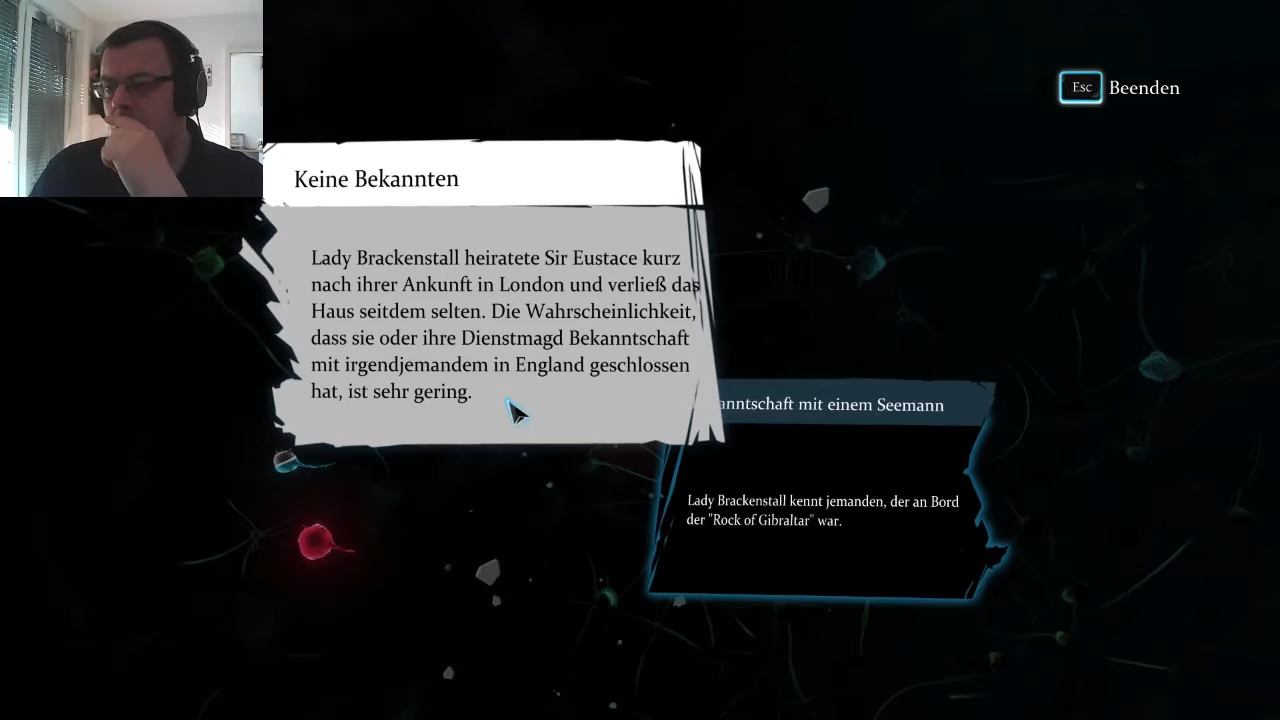 Esc Beenden
Keine Bekannten
Lady Brackenstall heiratete Sir Eustace kurz
nach ihrer Ankunft in London und verließ das
Haus seitdem selten. Die Wahrscheinlichkeit,
dass sie oder ihre Dienstmagd Bekanntschaft
mit irgendjemandem in England geschlossen
hat, ist sehr gering.
anntschaft mit einem Seemann
Lady Brackenstall kennt jemanden, der an Bord
der "Rock of Gibraltar" war.